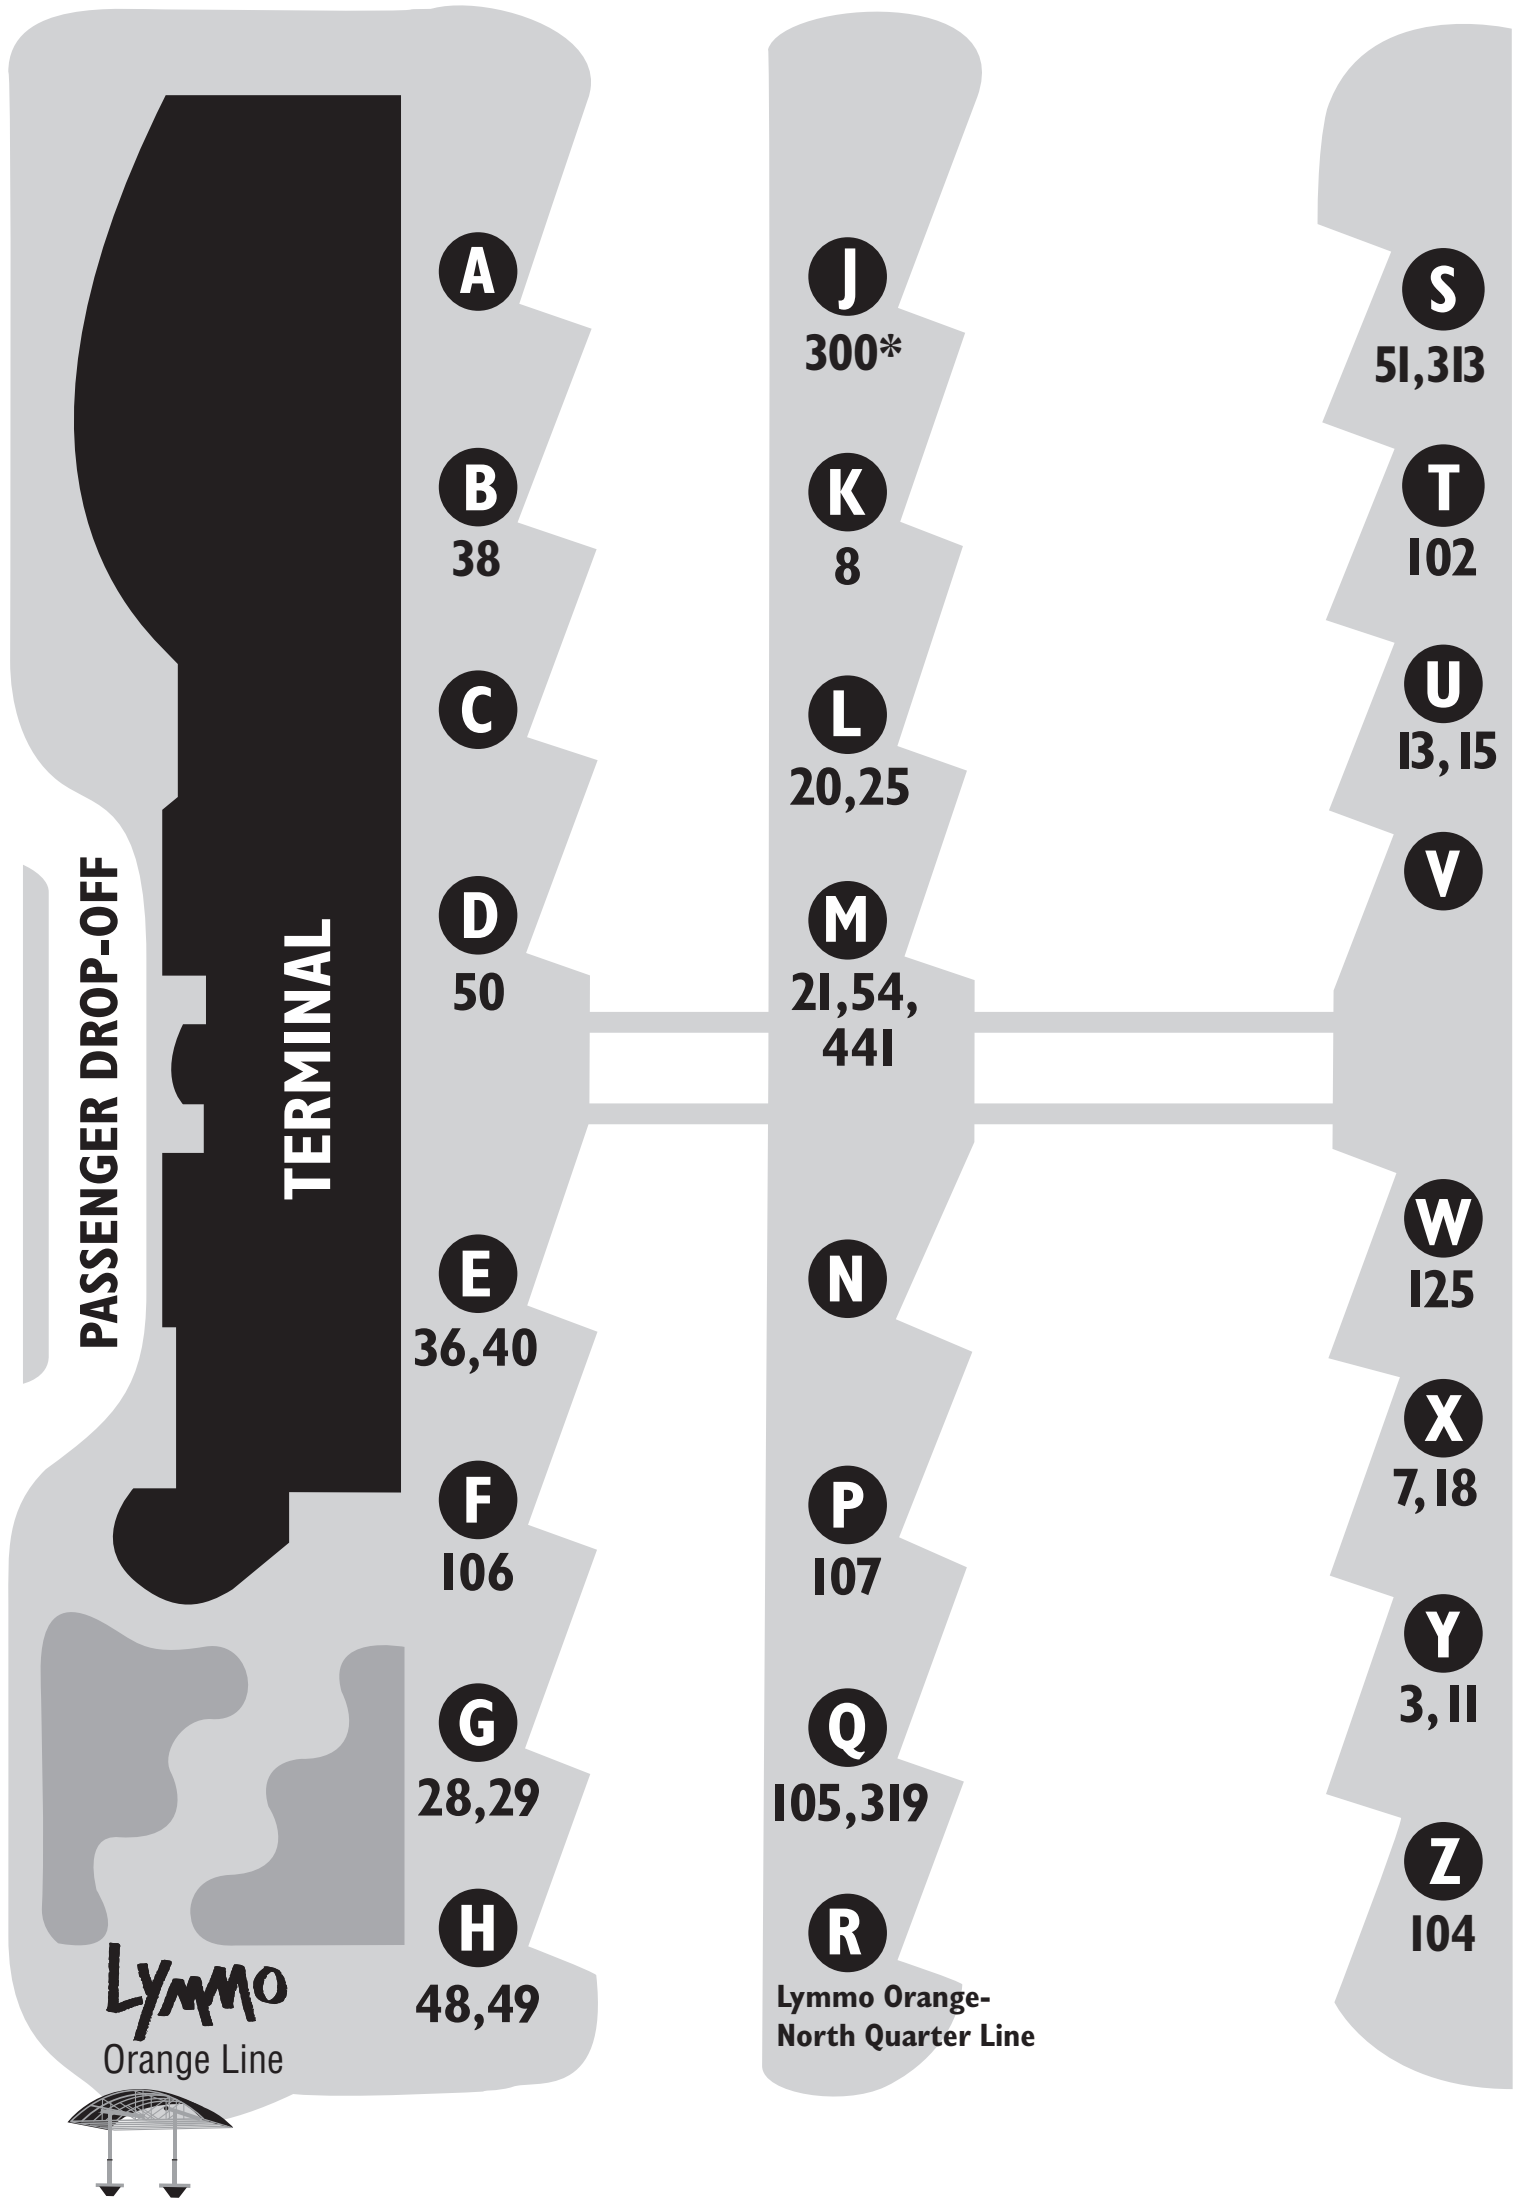 PASSENGER DROP-OFF
TERMINAL
A
B
38
C
D
50
E
36,40
F
106
G
28,29
H
48,49
Lymmo
Orange Line
J
300*
K
8
L
20,25
M
21,54,
441
N
P
107
Q
105,319
R
Lymmo Orange-
North Quarter Line
S
51,313
T
102
U
13, 15
V
W
125
X
7, 18
Y
3, 11
Z
104